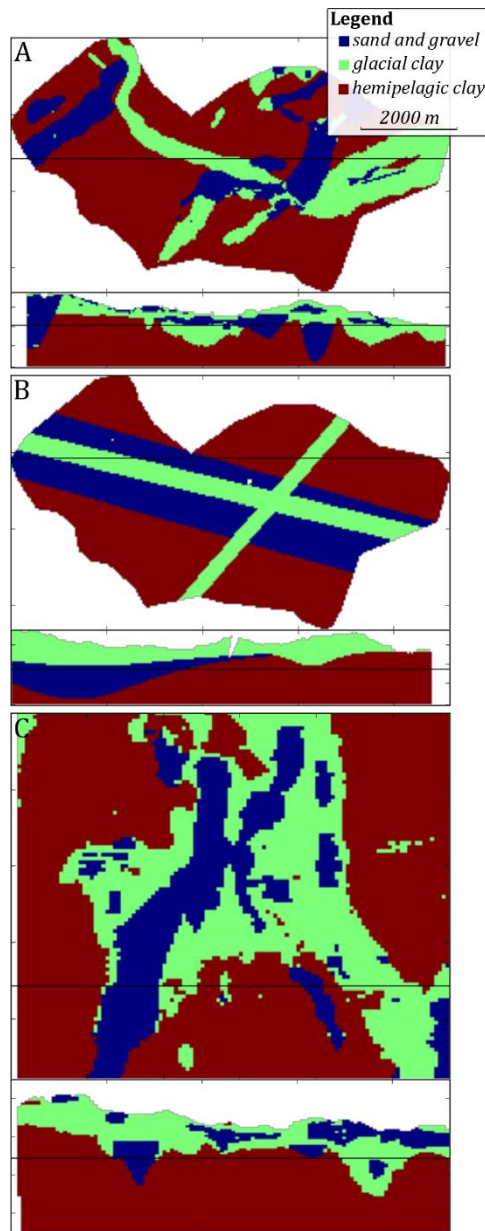 Legend
sand and gravel
glacial clay
hemipelagic clay
2000 m
A
B
C